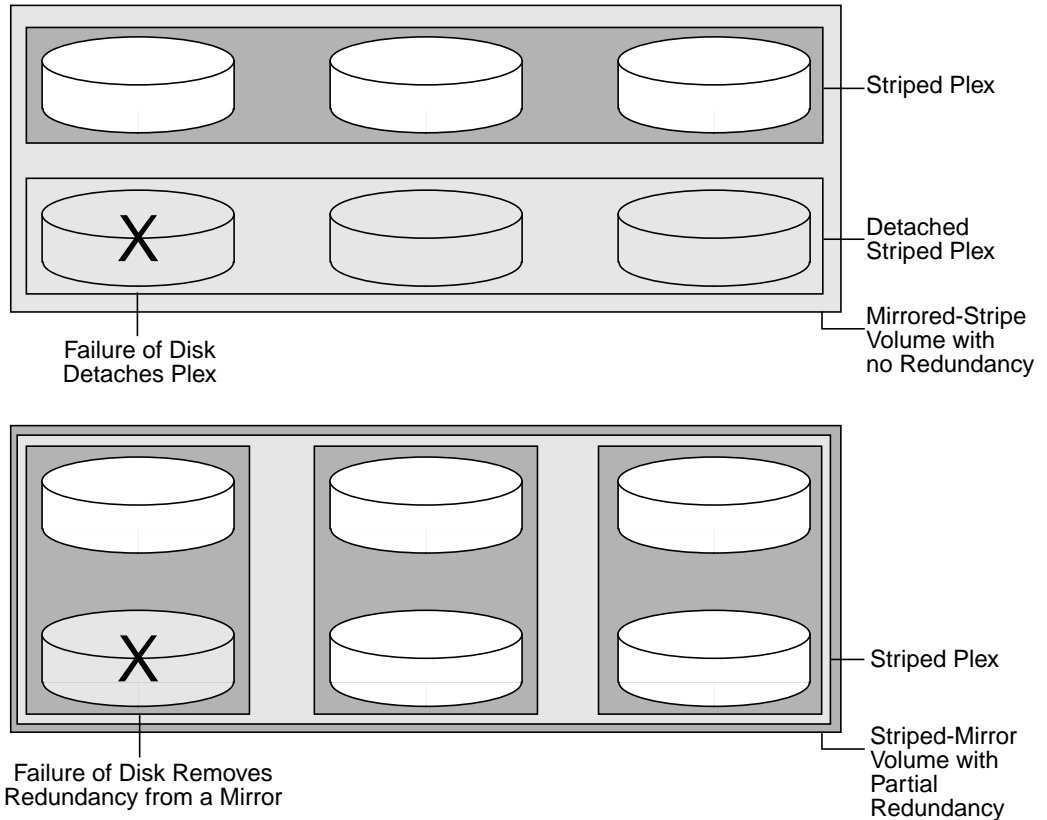 Striped Plex
X
Detached
Striped Plex
Mirrored-Stripe
Volume with
no Redundancy
Failure of Disk
Detaches Plex
X
Striped Plex
Striped-Mirror
Volume with
Partial
Redundancy
Failure of Disk Removes
Redundancy from a Mirror